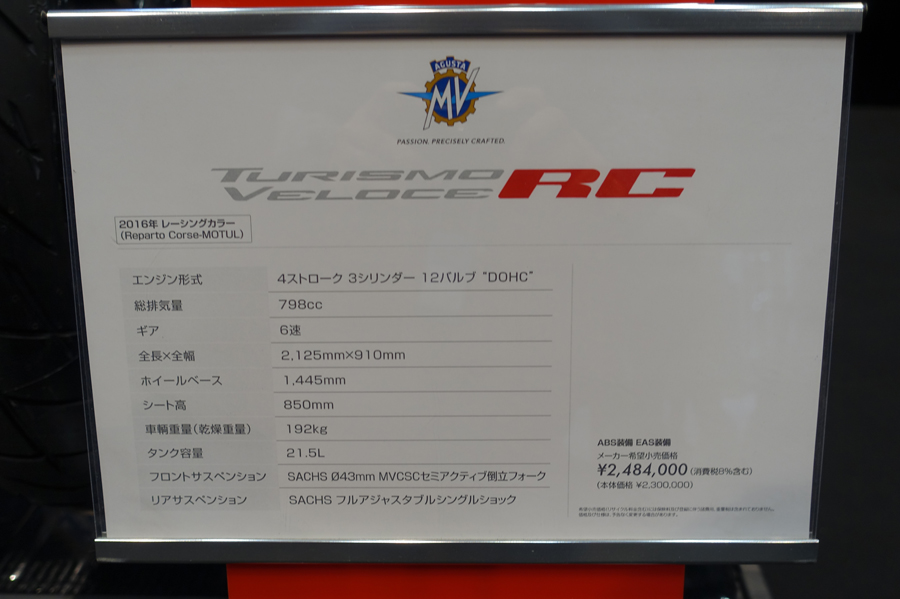 AGUSTA
MV
PASSION, PRECISELY CRAFTED.
TURISMO
VELOCE RC
2016年 レーシングカラー
(Reparto Corse-MOTUL)
エンジン形式 4ストローク 3シリンダー 12バルブ “DOHC”
総排気量 798cc
ギア 6速
全長×全幅 2,125mm×910mm
ホイールベース 1,445mm
シート高 850mm
車輌重量(乾燥重量) 192kg
タンク容量 21.5L
フロントサスペンション SACHS Ø43mm MVCSCセミアクティブ倒立フォーク
リアサスペンション SACHS フルアジャスタブルシングルショック
ABS装備 EAS装備
メーカー希望小売価格
¥2,484,000 (消費税8%含む)
(本体価格 ¥2,300,000)